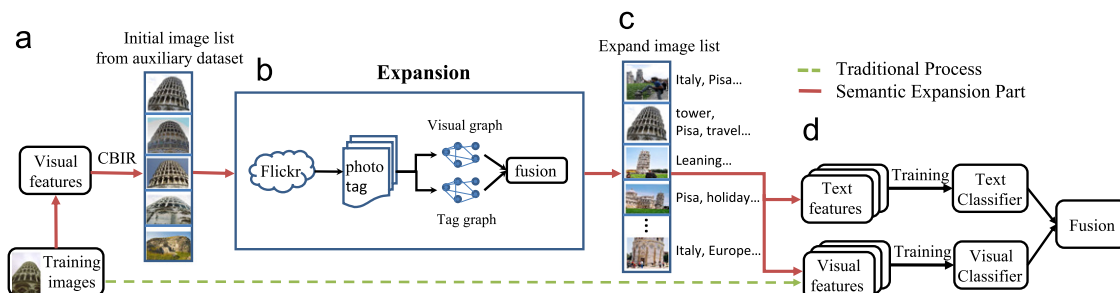 a
Initial image list
from auxiliary dataset
b
Expansion
c
Expand image list
Traditional Process
Semantic Expansion Part
d
Visual
features
CBIR
Training
images
Flickr
photo
tag
Visual graph
Tag graph
fusion
Italy, Pisa...
tower,
Pisa, travel...
Leaning...
Pisa, holiday...
Italy, Europe...
Text
features
Training
Text
Classifier
Visual
features
Training
Visual
Classifier
Fusion